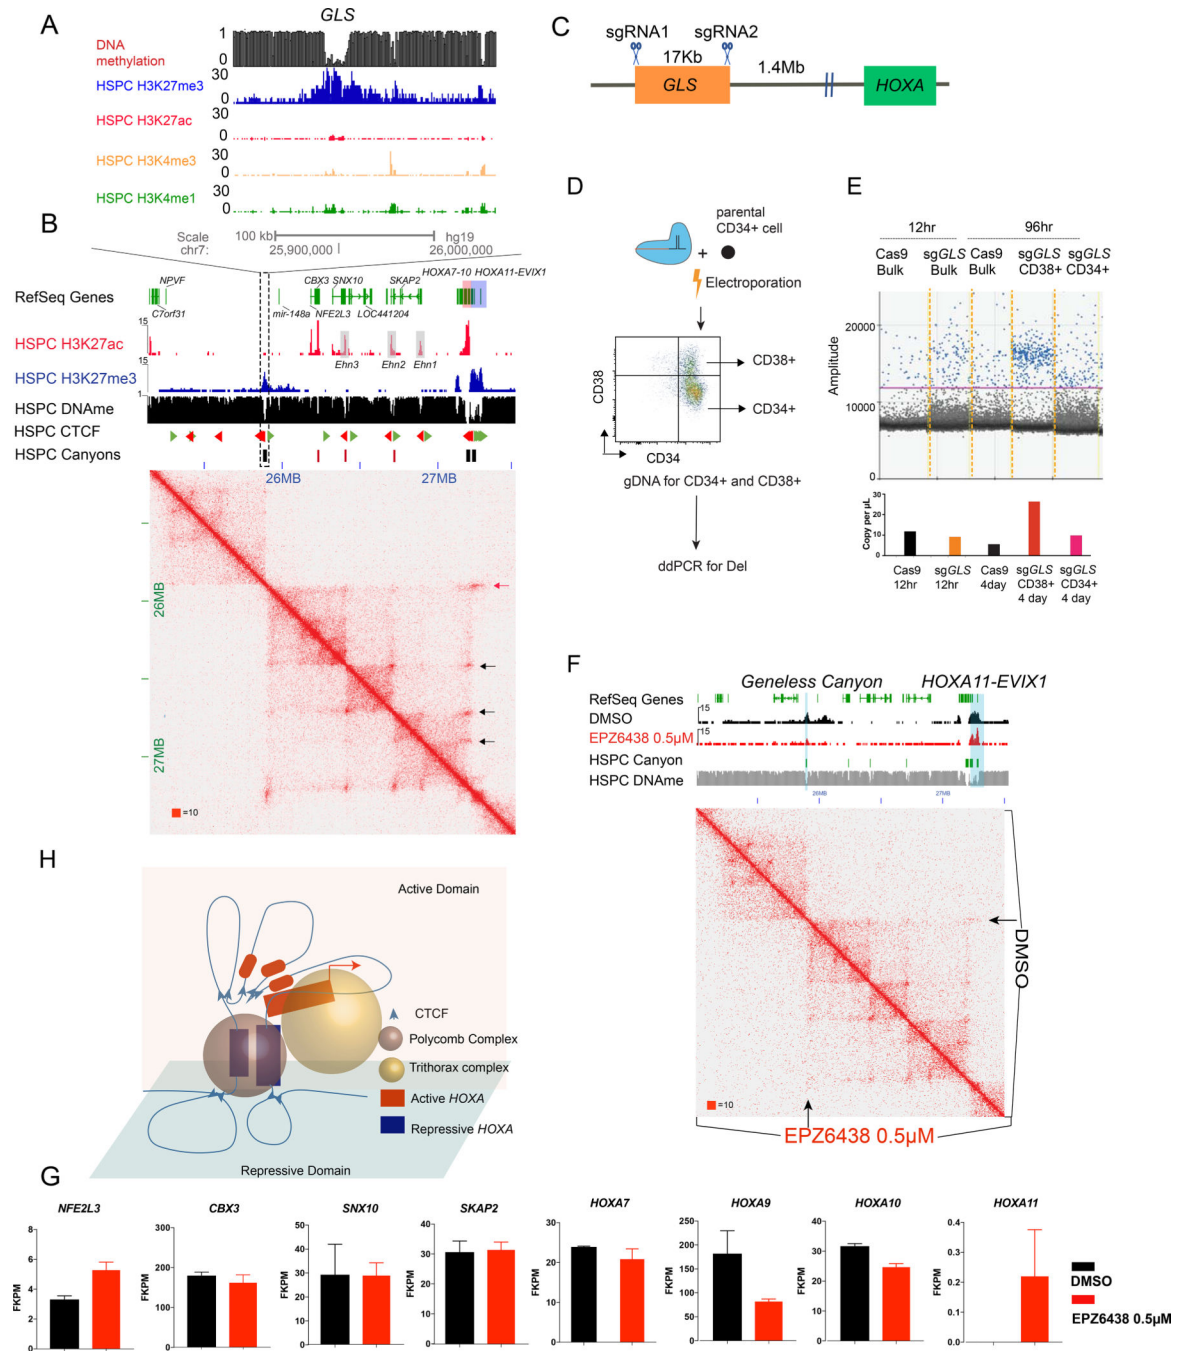 A
GLS
DNA
methylation
1
0
HSPC H3K27me3
30
0
HSPC H3K27ac
30
0
HSPC H3K4me3
30
0
HSPC H3K4me1
30
0
B
Scale
100 kb
hg19
chr7:
25,900,000
26,000,000
NPVF
CBX3
SNX10
SKAP2
HOXA7-10
HOXA11-EVIX1
RefSeq Genes
C7orf31
mir-148a
NFE2L3
LOC441204
15
HSPC H3K27ac
Ehn3
Ehn2
Ehn1
15
HSPC H3K27me3
1
HSPC DNAme
HSPC CTCF
HSPC Canyons
26MB
27MB
26MB
27MB
=10
C
sgRNA1
sgRNA2
17Kb
GLS
1.4Mb
HOXA
D
parental
CD34+ cell
+
Electroporation
CD38
CD38+
CD34+
CD34
gDNA for CD34+ and CD38+
ddPCR for Del
E
12hr
96hr
Cas9
Bulk
sgGLS
Bulk
Cas9
Bulk
sgGLS
CD38+
sgGLS
CD34+
Amplitude
20000
10000
0
Copy per µL
30
20
10
0
Cas9
12hr
sgGLS
12hr
Cas9
4day
sgGLS
CD38+
4 day
sgGLS
CD34+
4 day
F
Geneless Canyon
HOXA11-EVIX1
RefSeq Genes
DMSO
15
EPZ6438 0.5µM
15
HSPC Canyon
HSPC DNAme
26MB
27MB
=10
DMSO
EPZ6438 0.5µM
H
Active Domain
CTCF
Polycomb Complex
Trithorax complex
Active HOXA
Repressive HOXA
Repressive Domain
G
NFE2L3
FKPM
8
6
4
2
0
CBX3
FKPM
300
200
100
0
SNX10
FKPM
50
40
30
20
10
0
SKAP2
FKPM
40
30
20
10
0
HOXA7
FKPM
30
20
10
0
HOXA9
FKPM
250
200
150
100
50
0
HOXA10
FKPM
40
30
20
10
0
HOXA11
FKPM
0.4
0.3
0.2
0.1
0.0
DMSO
EPZ6438 0.5µM